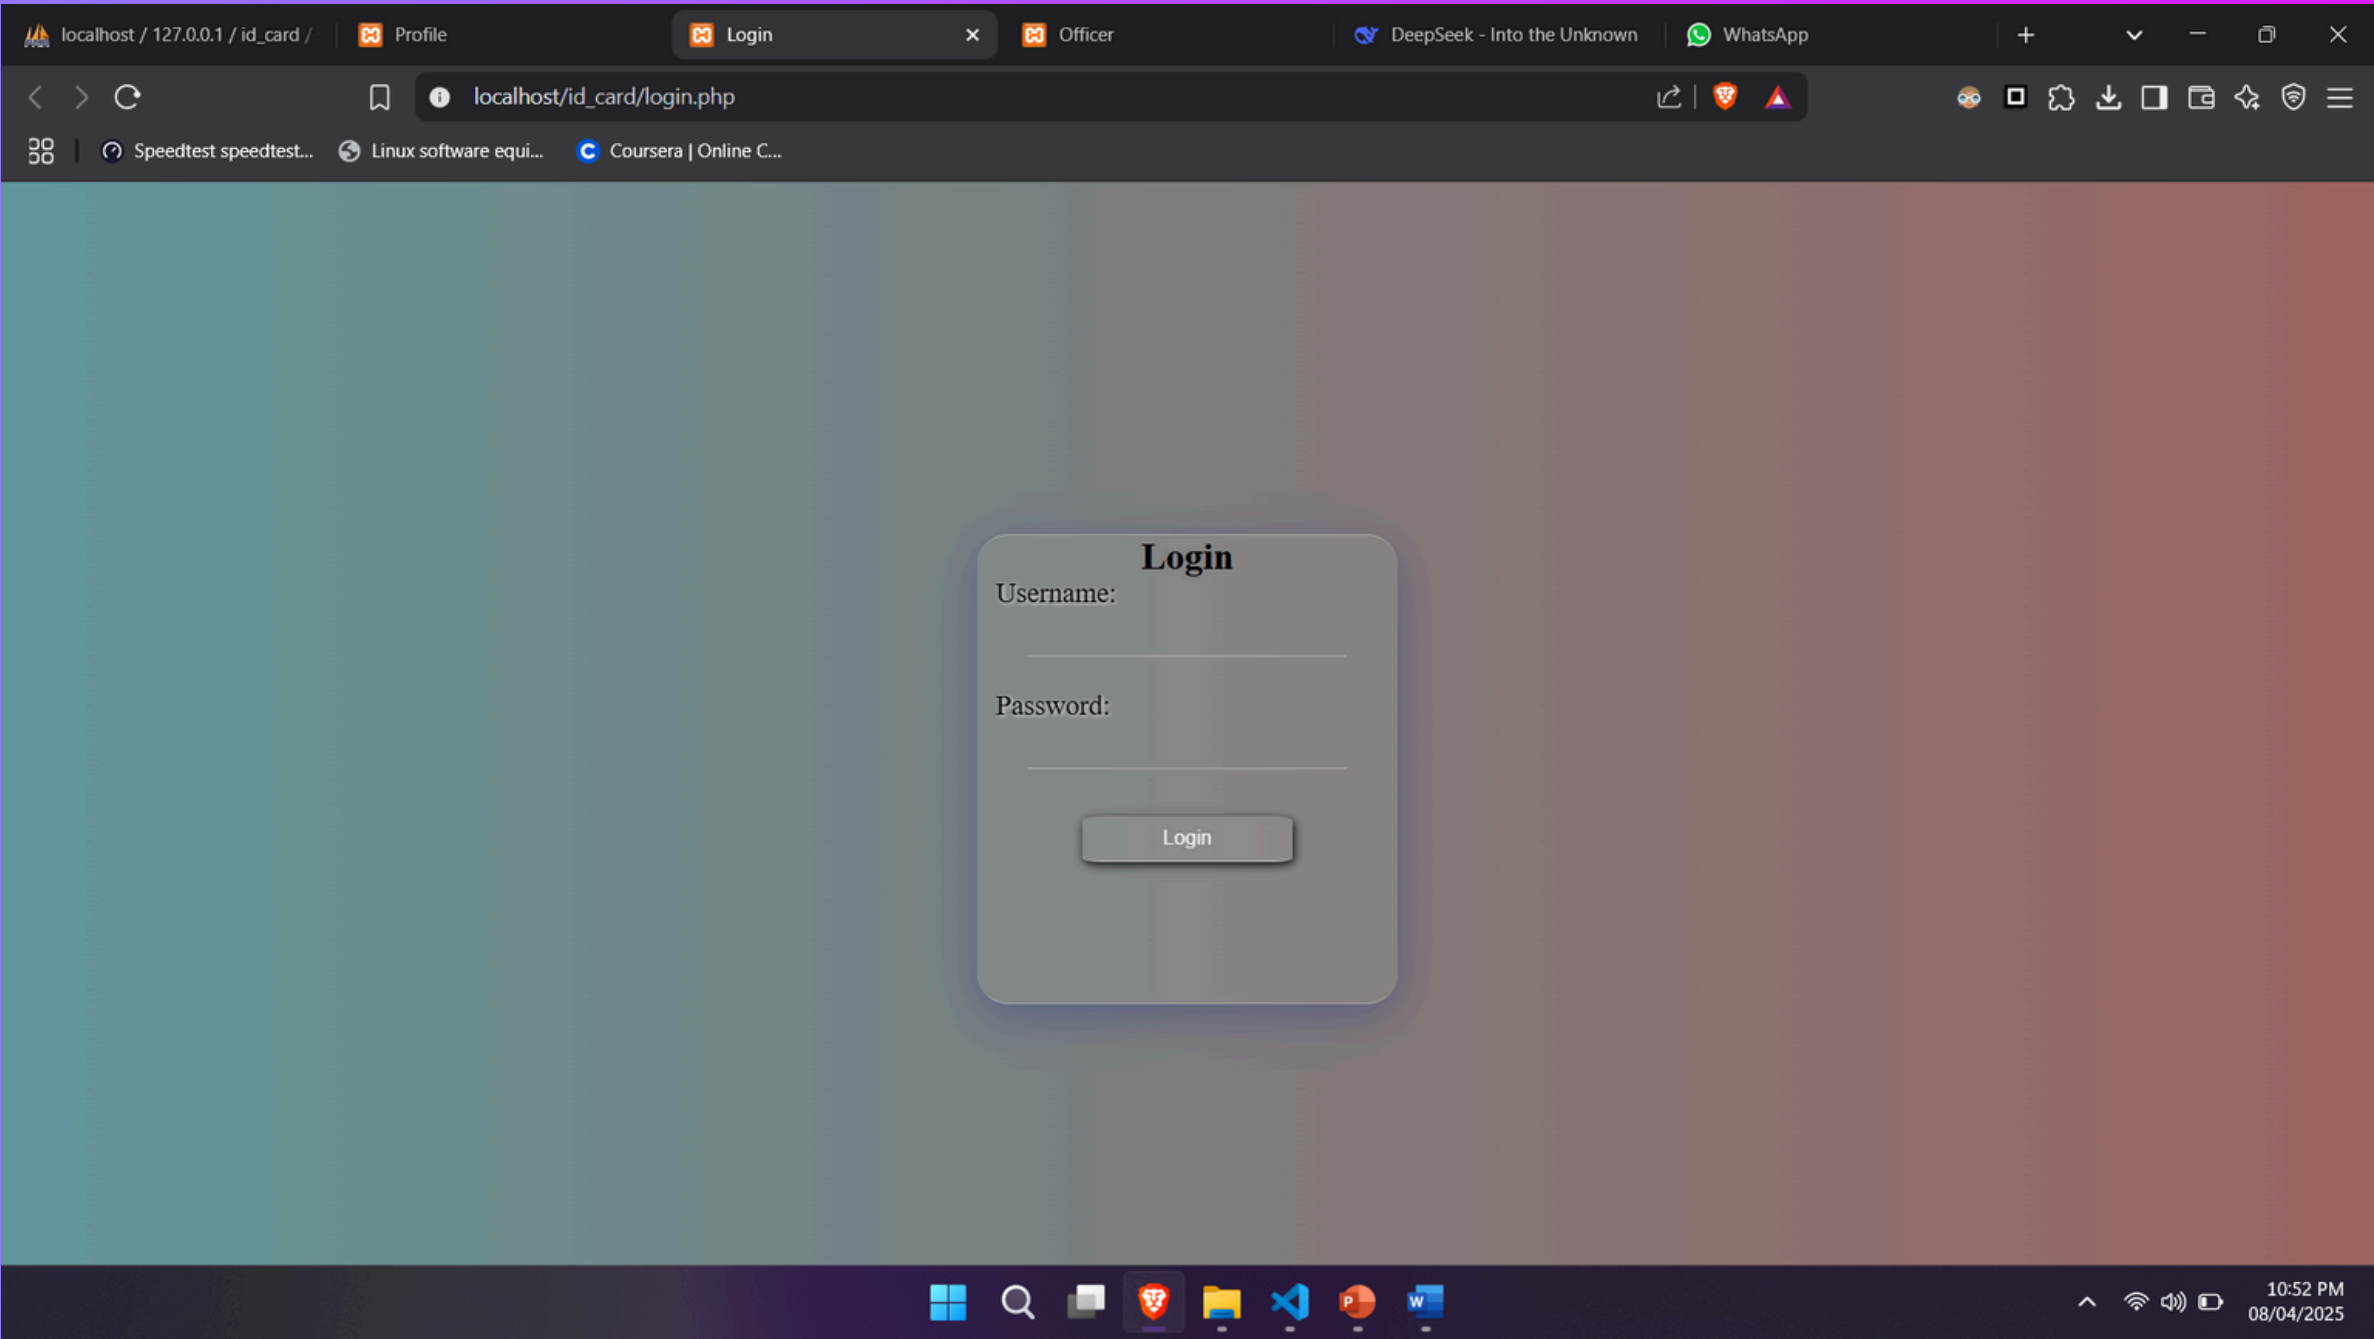 localhost / 127.0.0.1 / id_card /
Profile
Login
Officer
DeepSeek - Into the Unknown
WhatsApp
localhost/id_card/login.php
Speedtest speedtest...
Linux software equi...
Coursera | Online C...
Login
Username:
Password:
Login
10:52 PM
08/04/2025